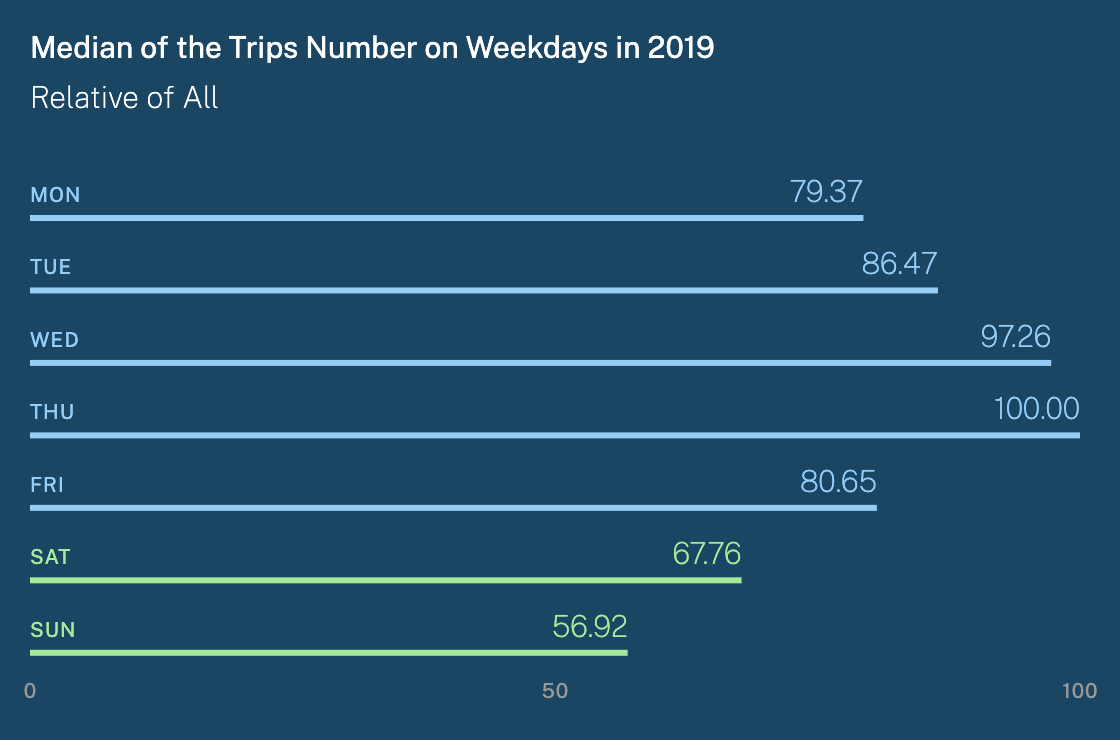 Median of the Trips Number on Weekdays in 2019
Relative of All
MON 79.37
TUE 86.47
WED 97.26
THU 100.00
FRI 80.65
SAT 67.76
SUN 56.92
0 50 100